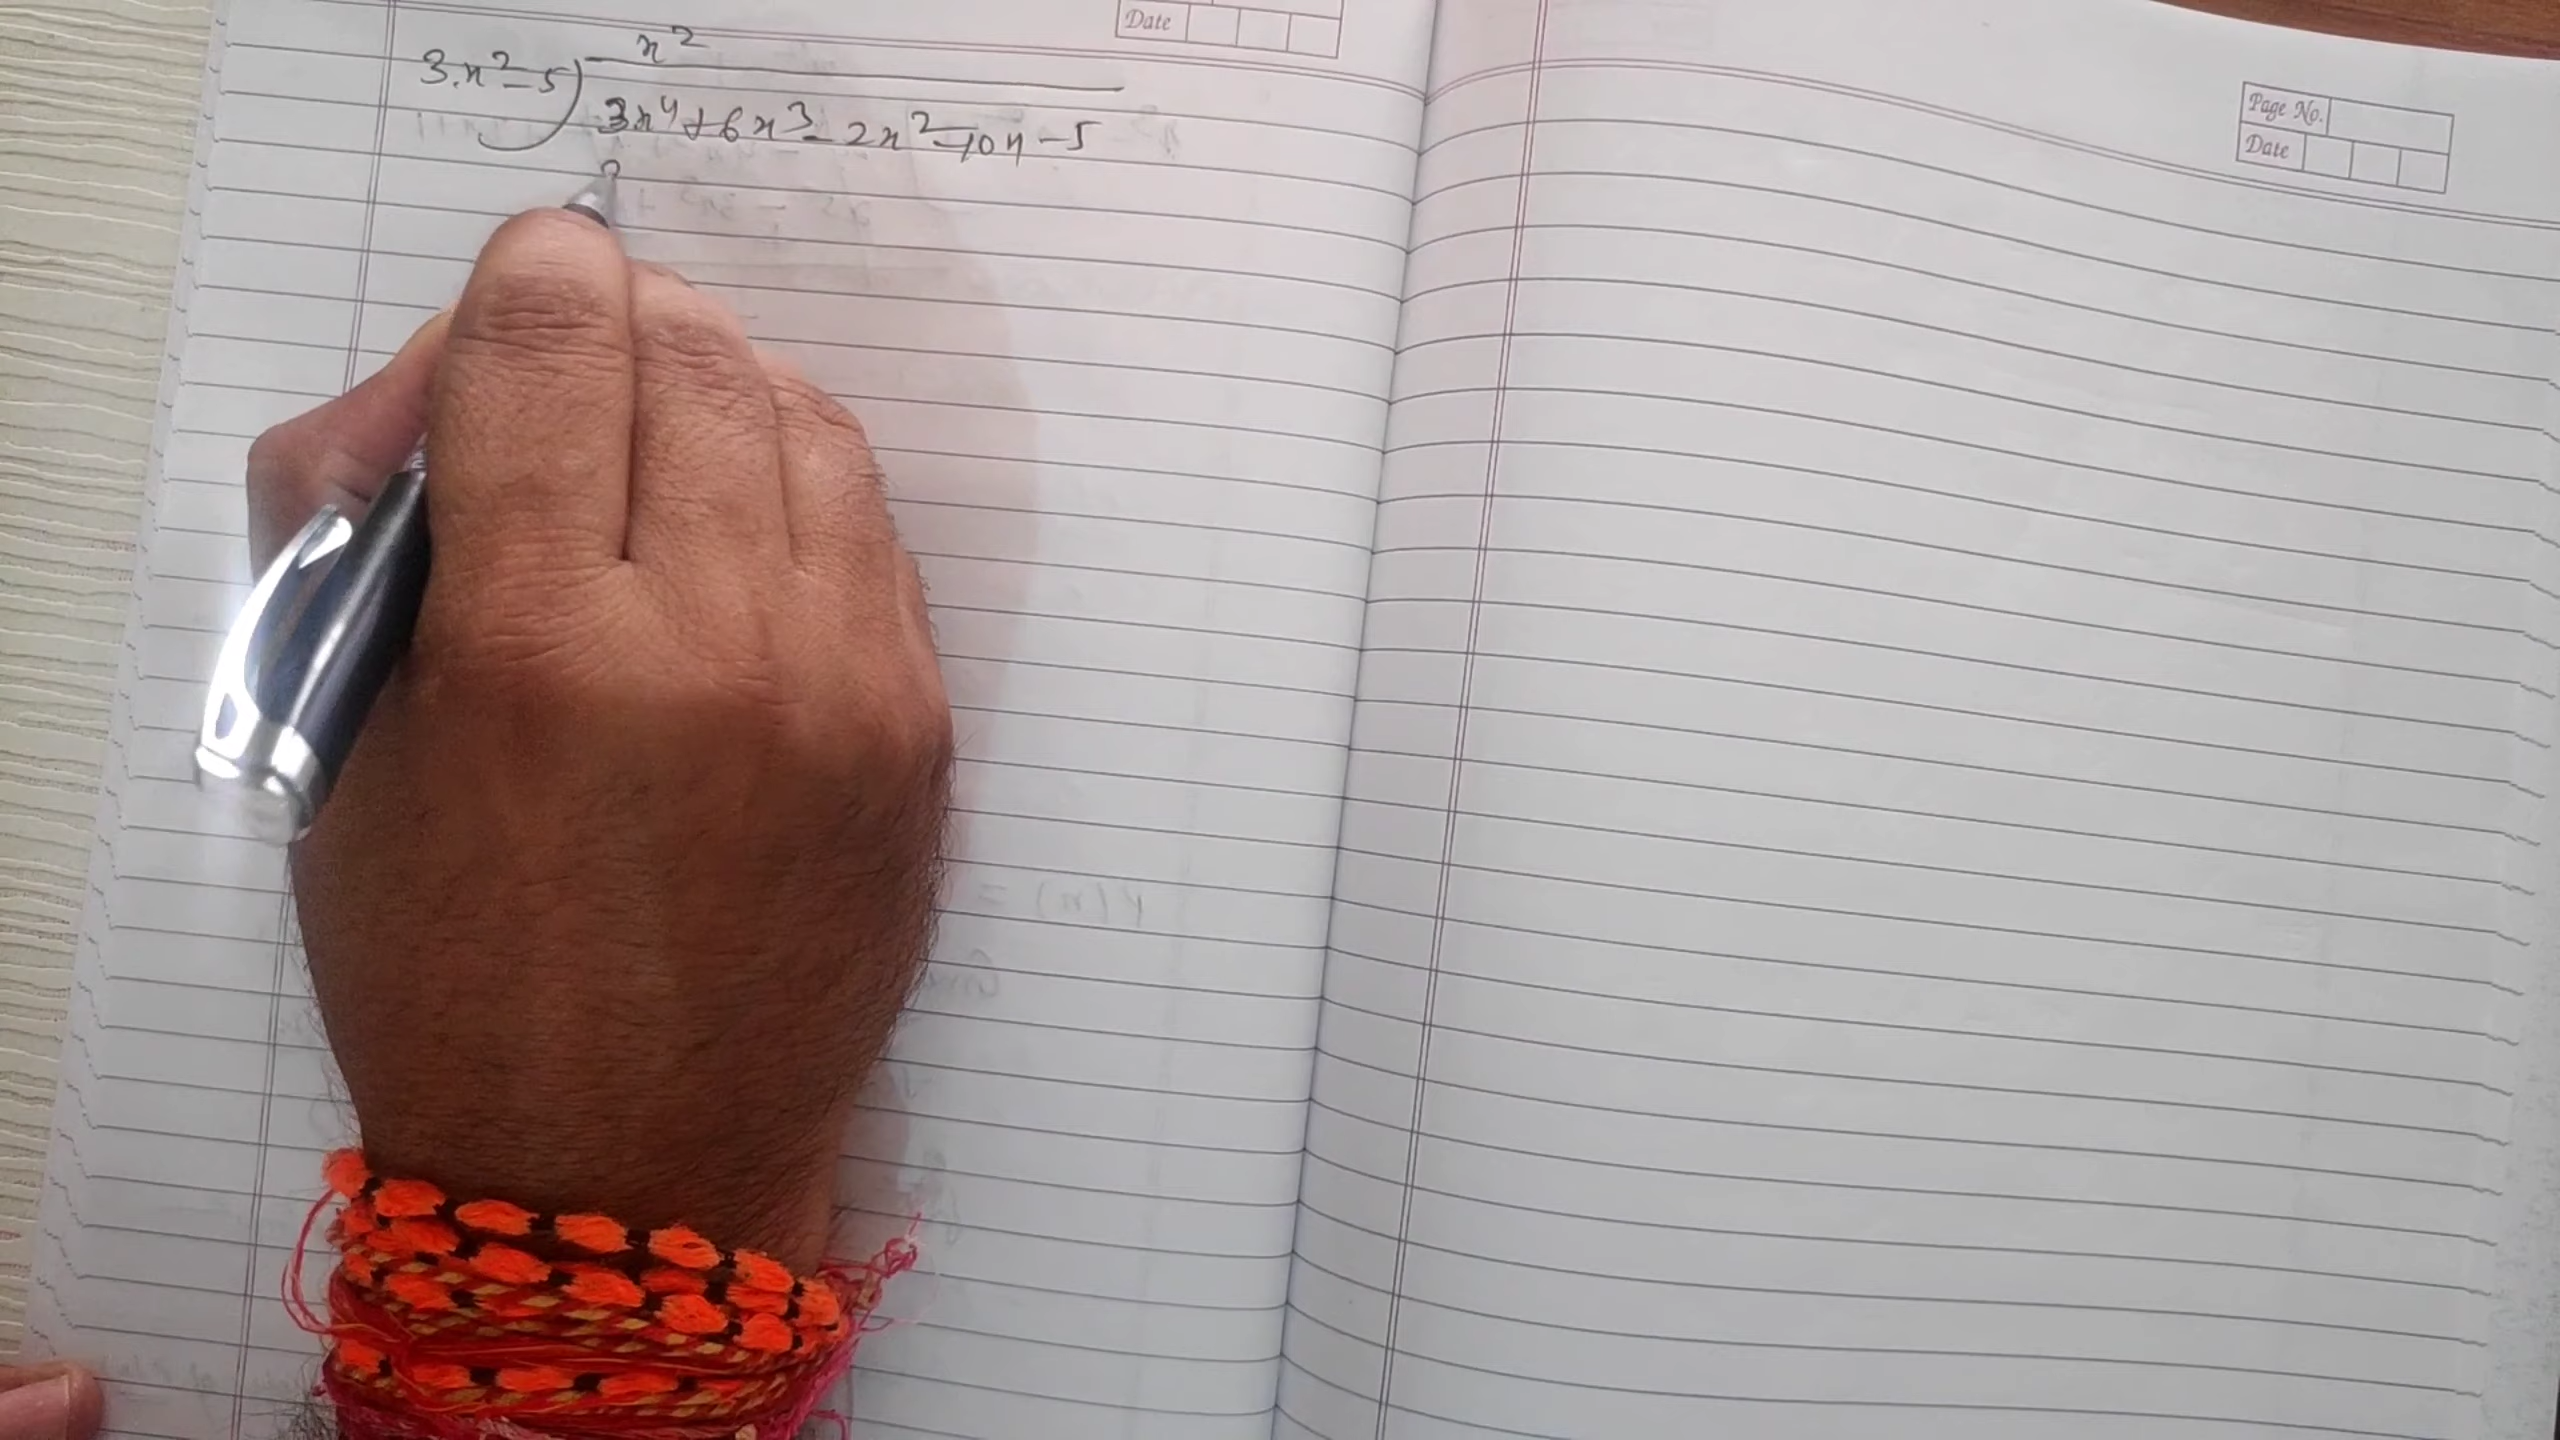 Date
x²
3x²-5)
3x⁴+6x³-2x²-10x-5
Page No.
Date